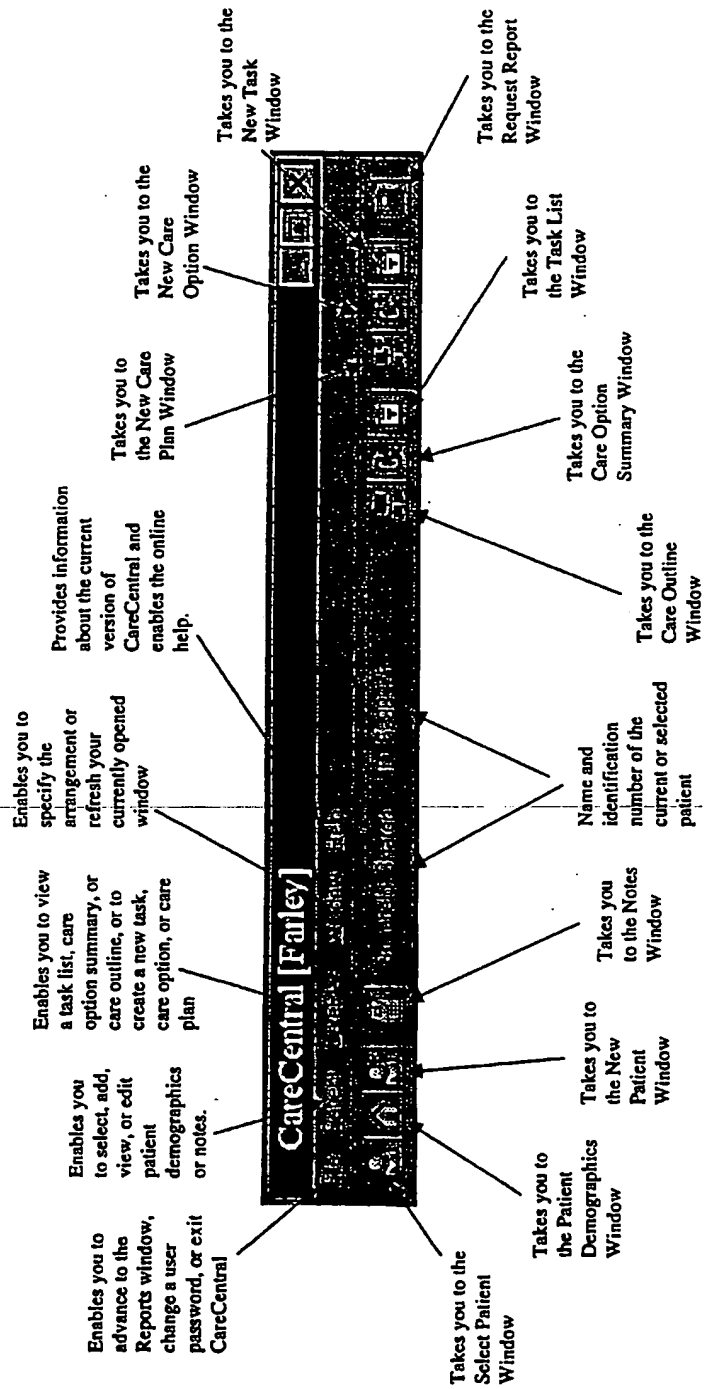 Enables you to
advance to the
Reports window,
change a user
password, or exit
CareCentral
Enables you
to select, add,
view, or edit
patient
demographics
or notes.
Enables you to view
a task list, care
option summary, or
care outline, or to
create a new task,
care option, or care
plan
Enables you to
specify the
arrangement or
refresh your
currently opened
window
Provides information
about the current
version of
CareCentral and
enables the online
help.
Takes you to
the New Care
Plan Window
Takes you to the
New Care
Option Window
Takes you to the
New Task
Window
CareCentral [Farley]
Takes you to the
Select Patient
Window
Takes you to
the Patient
Demographics
Window
Takes you to
the New
Patient
Window
Takes you
to the Notes
Window
Name and
identification
number of the
current or selected
patient
Takes you to the
Care Outline
Window
Takes you to the
Care Option
Summary Window
Takes you to
the Task List
Window
Takes you to the
Request Report
Window